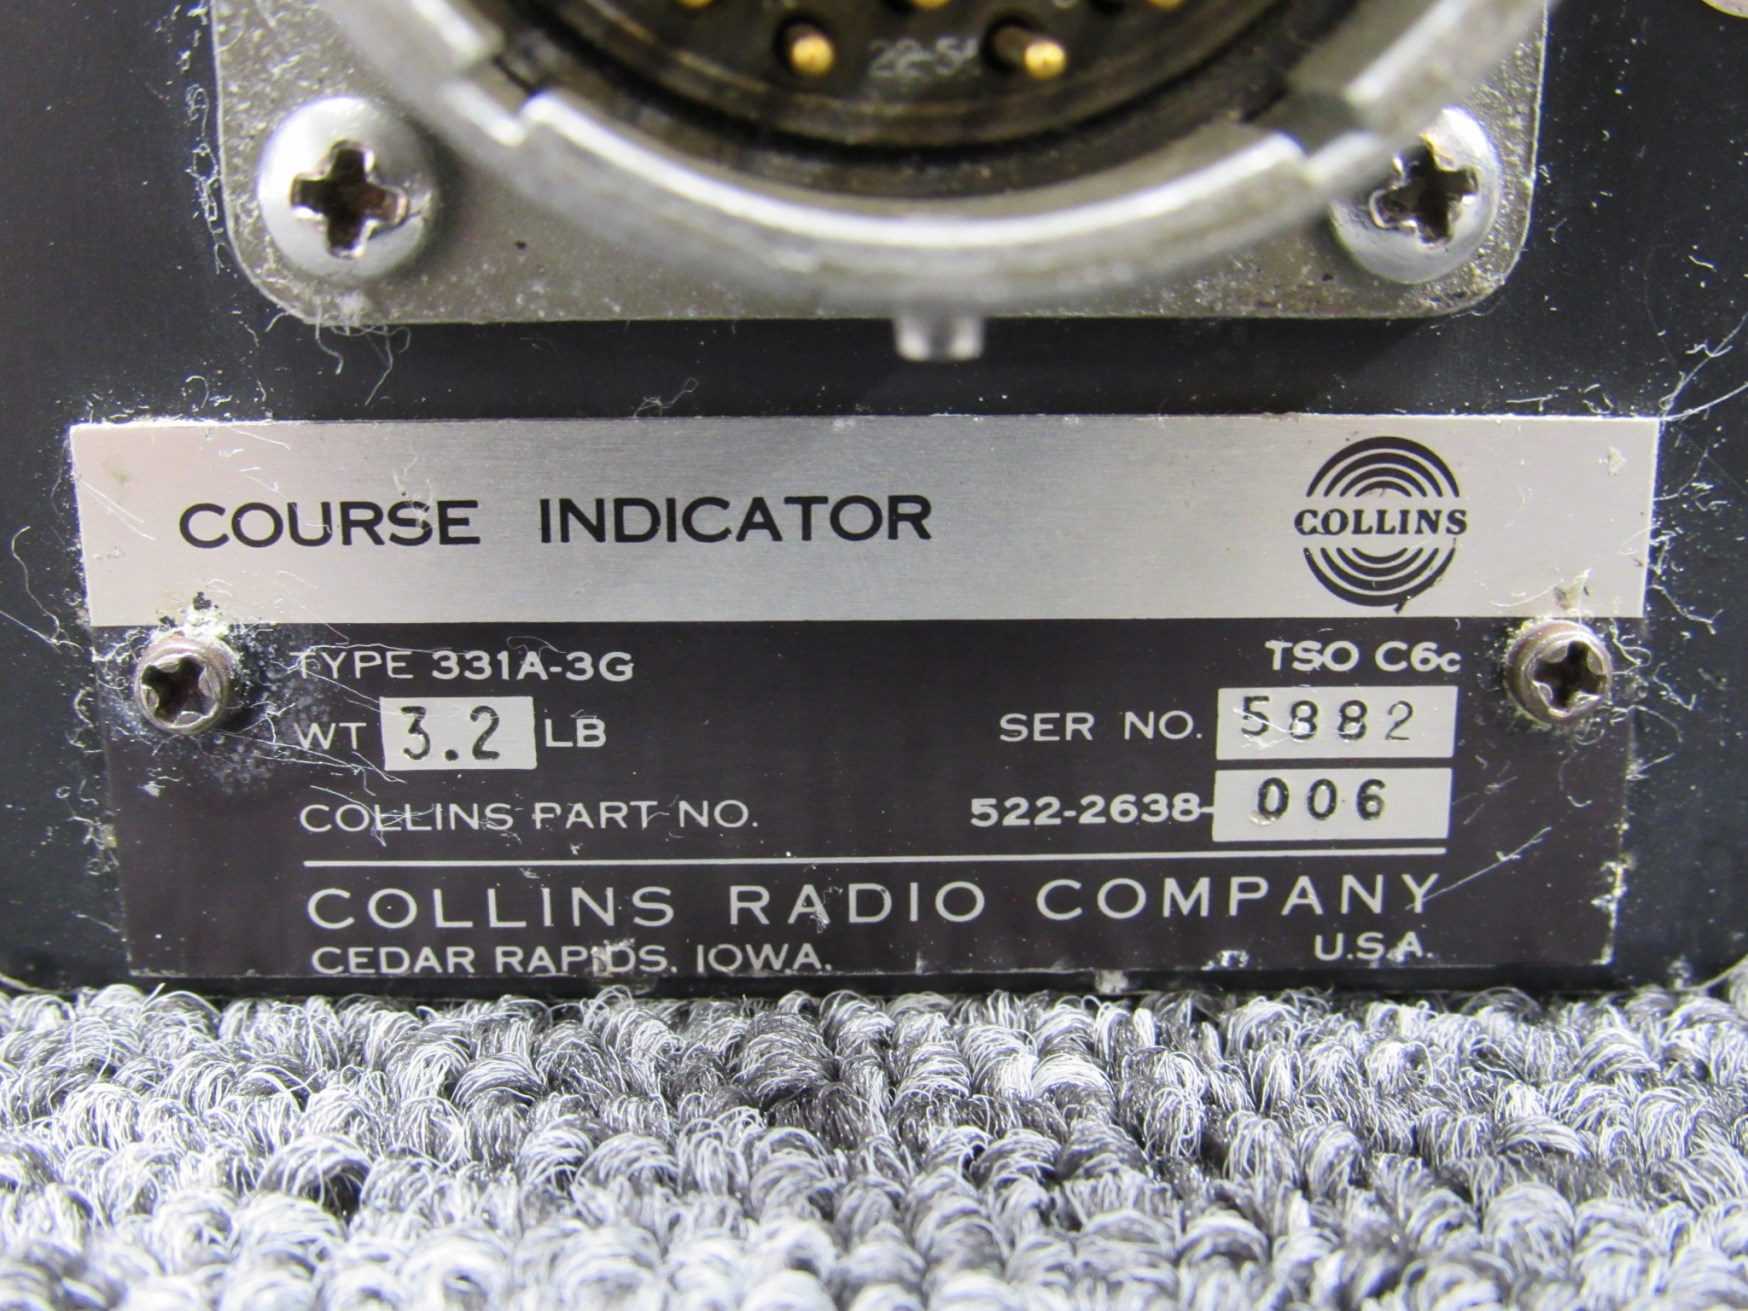 COURSE INDICATOR
COLLINS
TYPE 331A-3G
TSO C6c
WT 3.2 LB
SER NO. 5882
COLLINS PART NO. 522-2638-006
COLLINS RADIO COMPANY
CEDAR RAPIDS, IOWA. U.S.A.